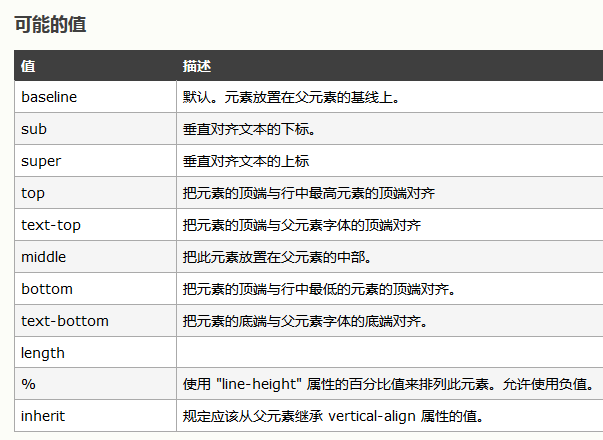 可能的值
值 描述
baseline 默认。元素放置在父元素的基线上。
sub 垂直对齐文本的下标。
super 垂直对齐文本的上标
top 把元素的顶端与行中最高元素的顶端对齐
text-top 把元素的顶端与父元素字体的顶端对齐
middle 把此元素放置在父元素的中部。
bottom 把元素的顶端与行中最低的元素的顶端对齐。
text-bottom 把元素的底端与父元素字体的底端对齐。
length
% 使用 "line-height" 属性的百分比值来排列此元素。允许使用负值。
inherit 规定应该从父元素继承 vertical-align 属性的值。